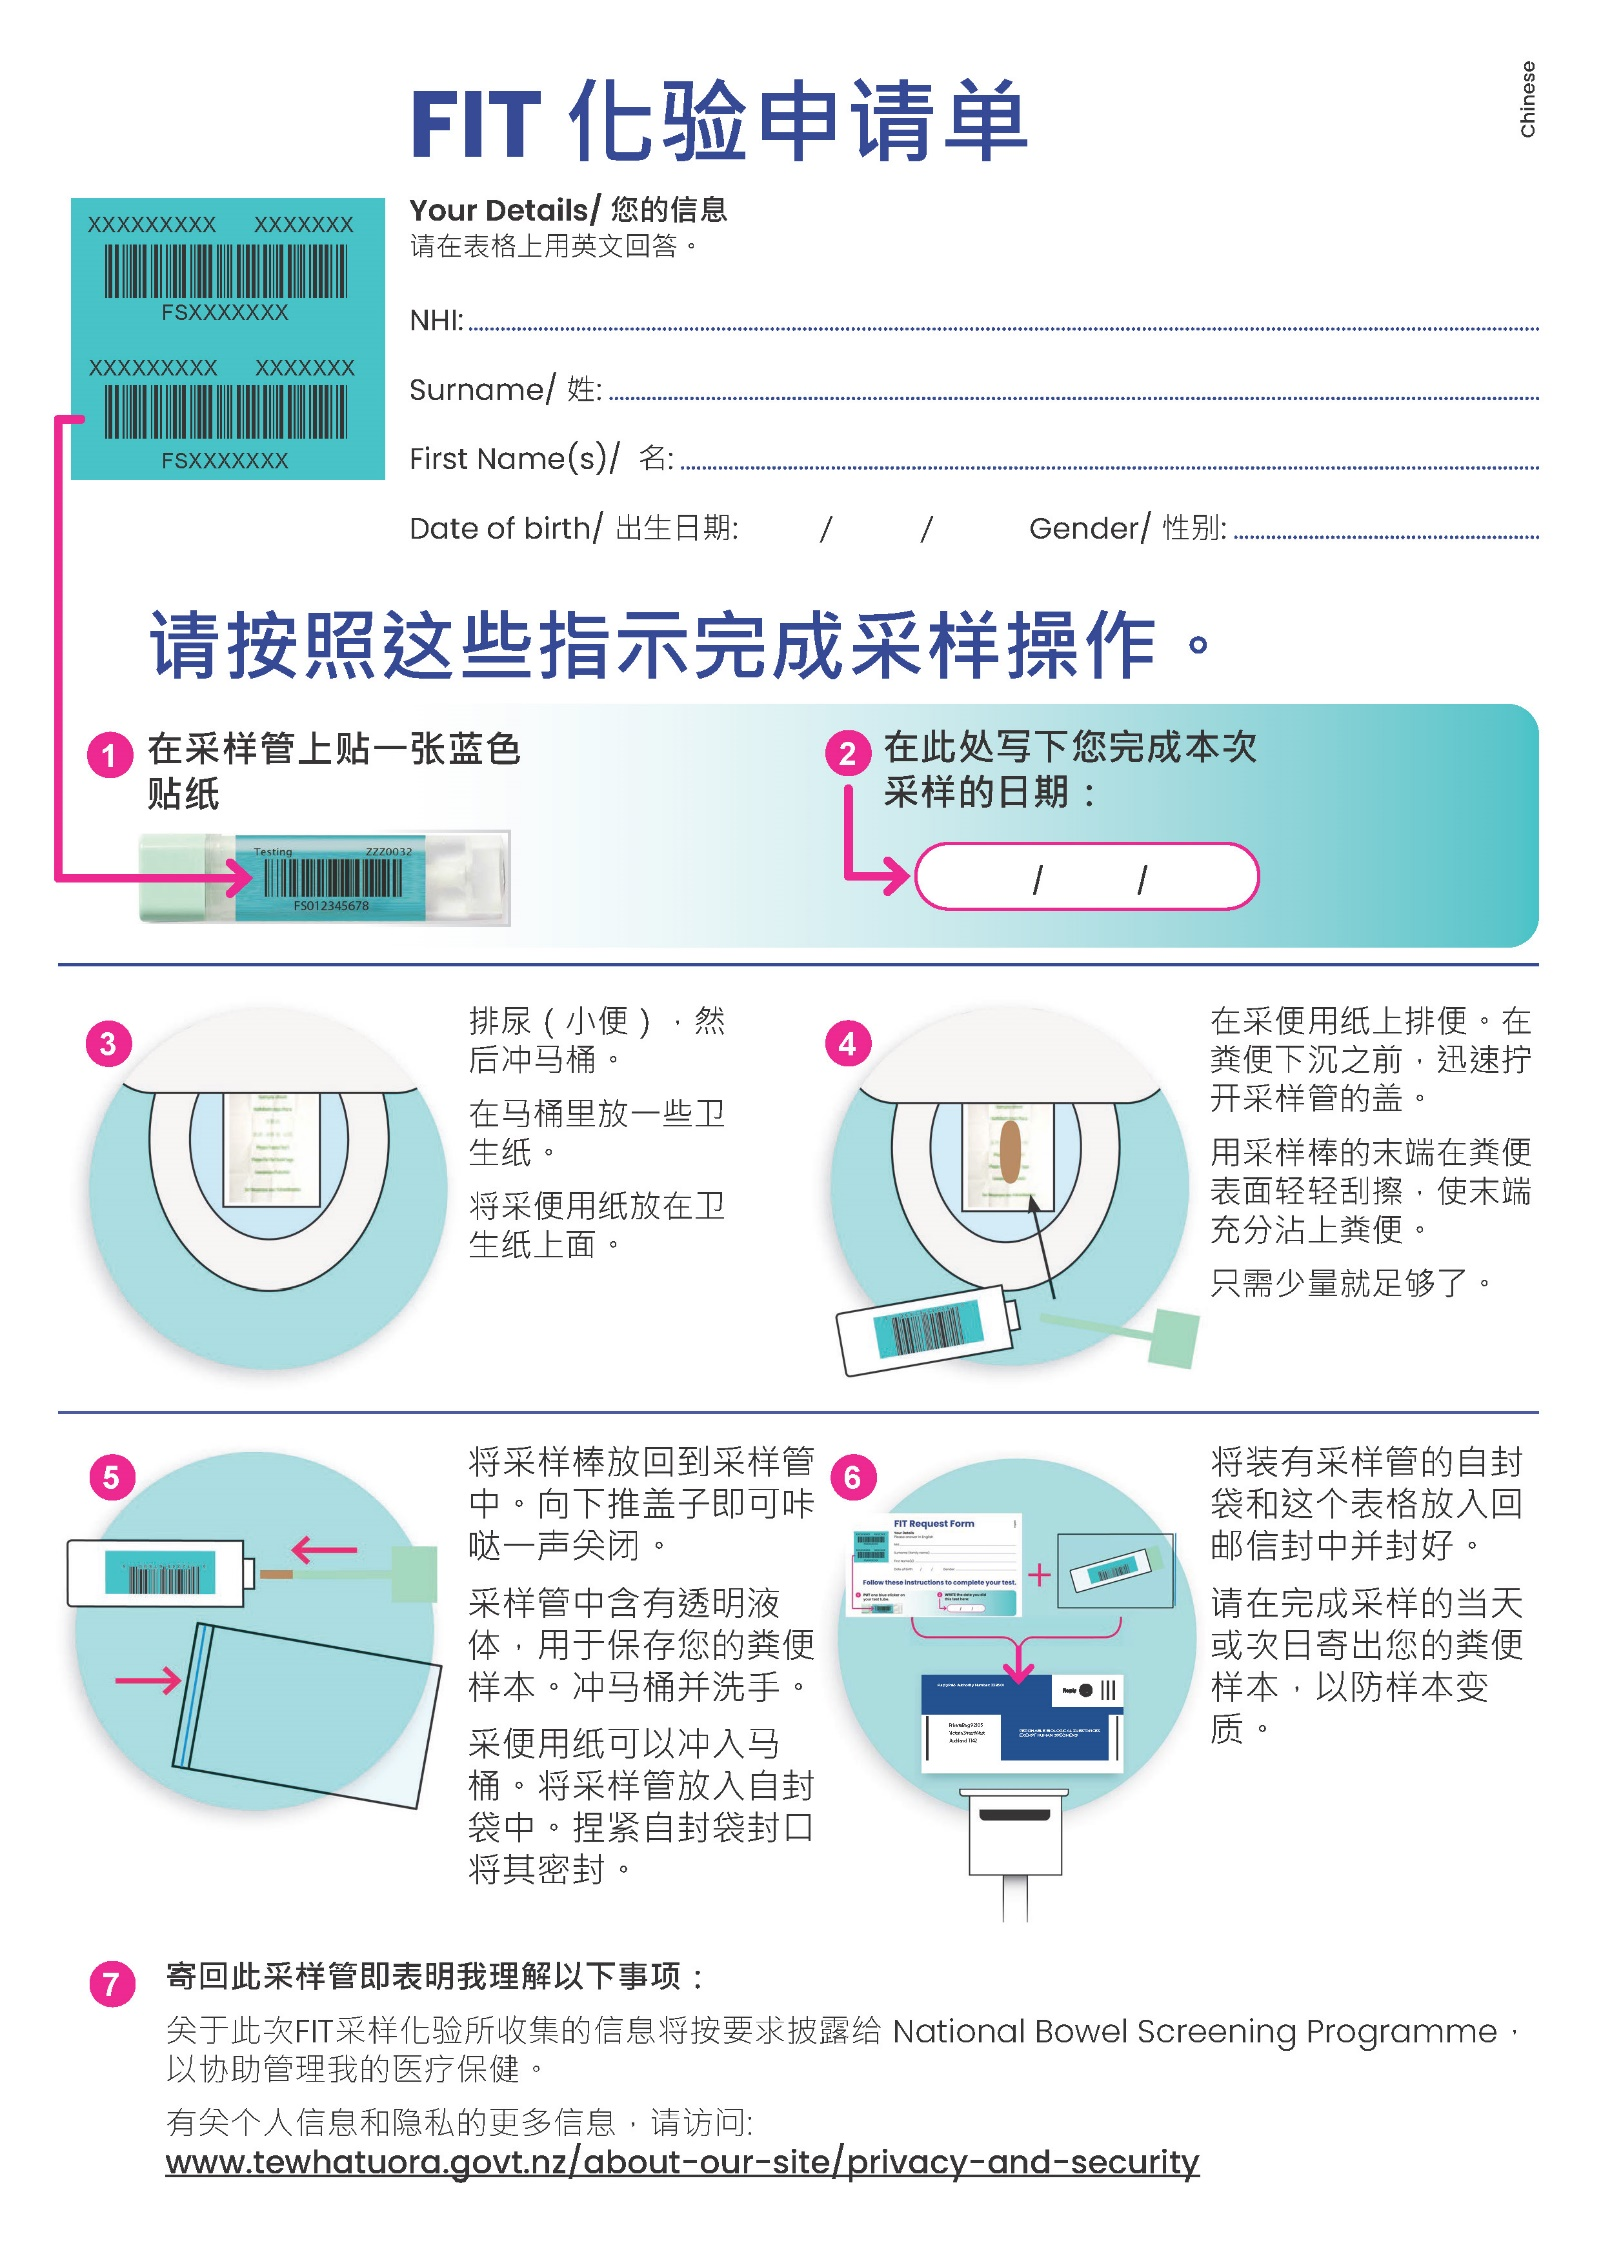 Chinese
FIT 化验申请单
XXXXXXXXX XXXXXXX
FSXXXXXXX
XXXXXXXXX XXXXXXX
FSXXXXXXX
Your Details/ 您的信息
请在表格上用英文回答。
NHI:
Surname/ 姓:
First Name(s)/ 名:
Date of birth/ 出生日期: / / Gender/ 性别:
请按照这些指示完成采样操作。
1 在采样管上贴一张蓝色
贴纸
Testing ZZZ0032
FS012345678
2 在此处写下您完成本次
采样的日期：
/ /
3
排尿（小便），然
后冲马桶。
在马桶里放一些卫
生纸。
将采便用纸放在卫
生纸上面。
4
在采便用纸上排便。在
粪便下沉之前，迅速拧
开采样管的盖。
用采样棒的末端在粪便
表面轻轻刮擦，使末端
充分沾上粪便。
只需少量就足够了。
5
将采样棒放回到采样管
中。向下推盖子即可咔
哒一声关闭。
采样管中含有透明液
体，用于保存您的粪便
样本。冲马桶并洗手。
采便用纸可以冲入马
桶。将采样管放入自封
袋中。捏紧自封袋封口
将其密封。
6
FIT Request Form
Your Details
Follow these instructions to complete your test.
将装有采样管的自封
袋和这个表格放入回
邮信封中并封好。
请在完成采样的当天
或次日寄出您的粪便
样本，以防样本变
质。
7 寄回此采样管即表明我理解以下事项：
关于此次FIT采样化验所收集的信息将按要求披露给 National Bowel Screening Programme，
以协助管理我的医疗保健。
有关个人信息和隐私的更多信息，请访问:
www.tewhatuora.govt.nz/about-our-site/privacy-and-security